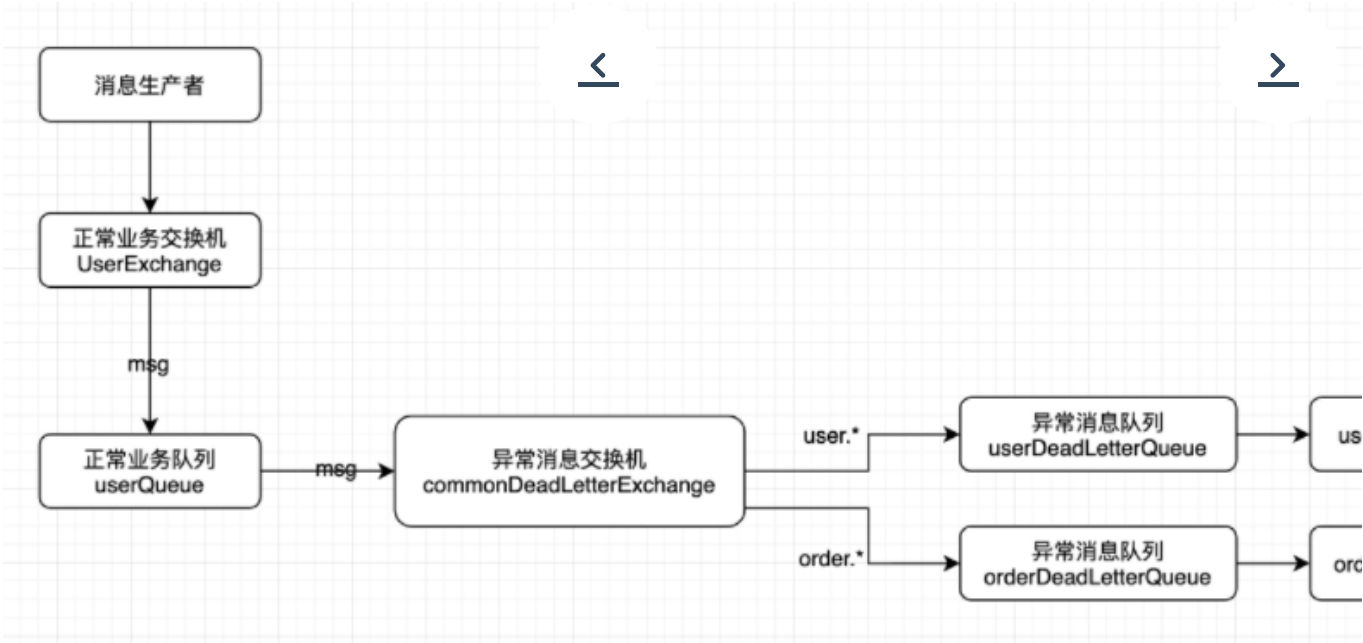 消息生产者
正常业务交换机
UserExchange
msg
正常业务队列
userQueue
msg
异常消息交换机
commonDeadLetterExchange
user.*
异常消息队列
userDeadLetterQueue
us
order.*
异常消息队列
orderDeadLetterQueue
ord